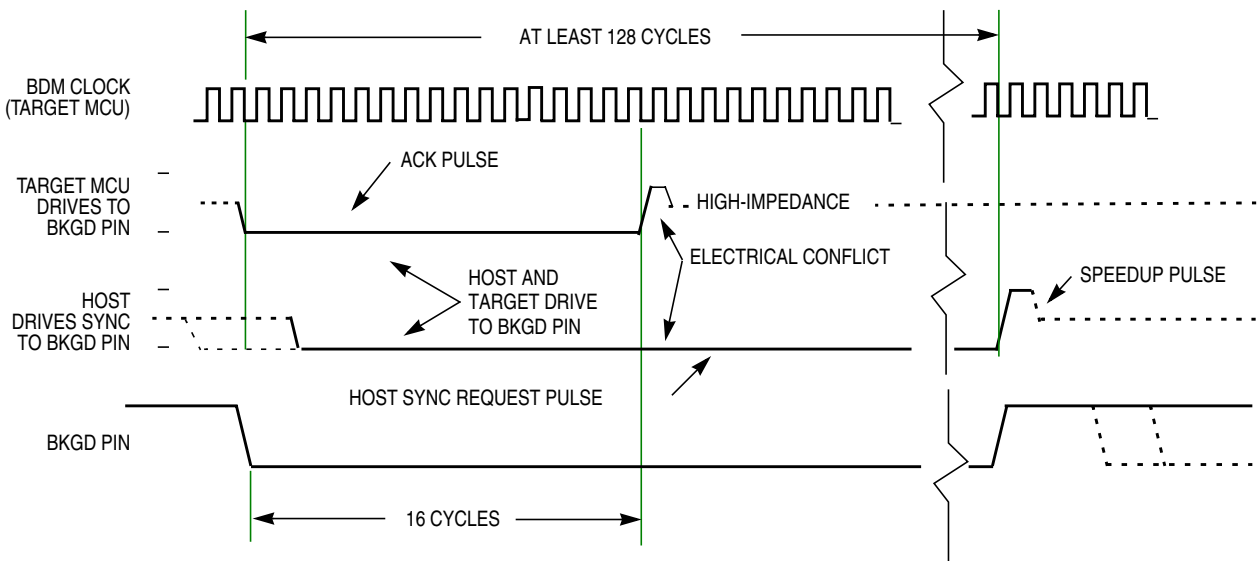 AT LEAST 128 CYCLES
BDM CLOCK
(TARGET MCU)
ACK PULSE
TARGET MCU
DRIVES TO
BKGD PIN
HIGH-IMPEDANCE
ELECTRICAL CONFLICT
HOST AND
TARGET DRIVE
TO BKGD PIN
SPEEDUP PULSE
HOST
DRIVES SYNC
TO BKGD PIN
HOST SYNC REQUEST PULSE
BKGD PIN
16 CYCLES